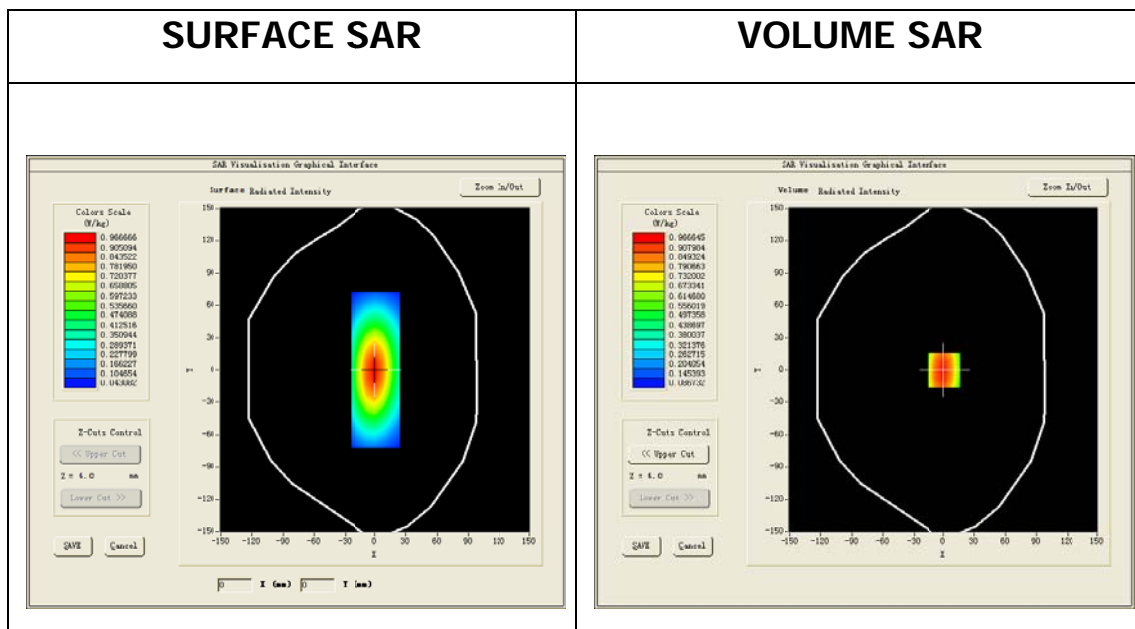 SURFACE SAR
VOLUME SAR
SAR Visualisation Graphical Interface
Surface Radiated Intensity
Zoom In/Out
Colors Scale
(W/kg)
0.966666
0.905094
0.843522
0.781950
0.720377
0.658805
0.597233
0.535660
0.474088
0.412516
0.350944
0.289371
0.227799
0.166227
0.104654
0.043082
150
120
90
60
30
0
-30
-60
-90
-120
-150
Y
-150 -120 -90 -60 -30 0 30 60 90 120 150
X
Z-Cuts Control
<< Upper Cut
Z = 4.0 mm
Lower Cut >>
SAVE Cancel
0 X (mm) 0 Y (mm)
SAR Visualisation Graphical Interface
Volume Radiated Intensity
Zoom In/Out
Colors Scale
(W/kg)
0.966645
0.907984
0.849324
0.790663
0.732002
0.673341
0.614680
0.556019
0.497358
0.438697
0.380037
0.321376
0.262715
0.204054
0.145393
0.086732
150
120
90
60
30
0
-30
-60
-90
-120
-150
Y
-150 -120 -90 -60 -30 0 30 60 90 120 150
X
Z-Cuts Control
<< Upper Cut
Z = 4.0 mm
Lower Cut >>
SAVE Cancel